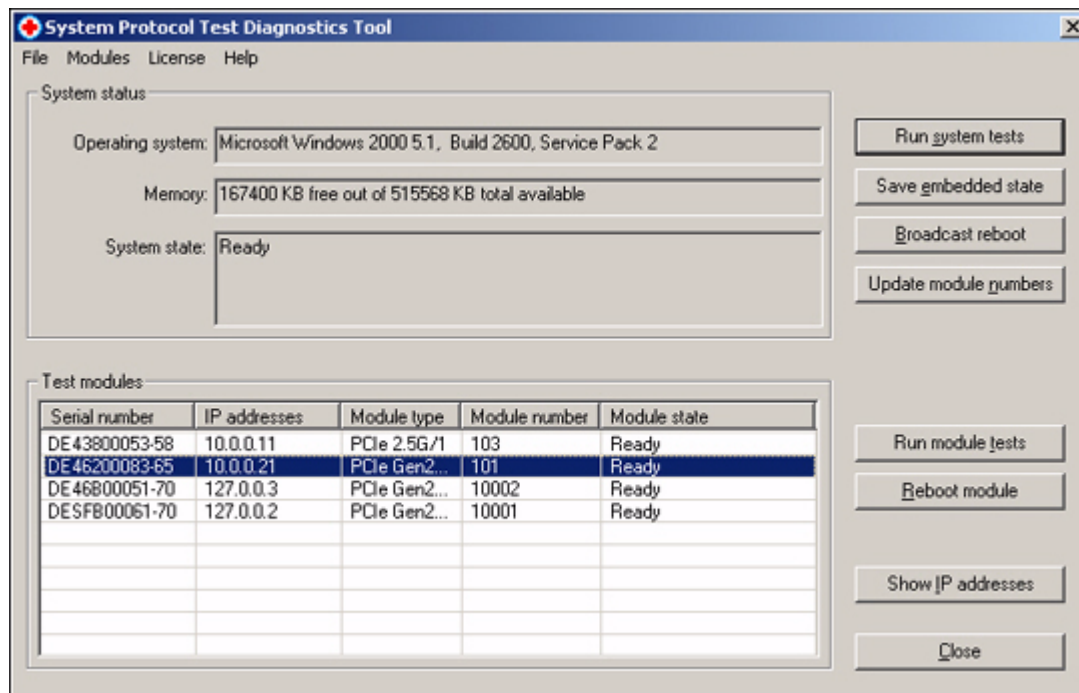 System Protocol Test Diagnostics Tool
File Modules License Help
System status
Operating system: Microsoft Windows 2000 5.1, Build 2600, Service Pack 2
Memory: 167400 KB free out of 515568 KB total available
System state: Ready
Run system tests
Save embedded state
Broadcast reboot
Update module numbers
Test modules
Serial number IP addresses Module type Module number Module state
DE43800053-58 10.0.0.11 PCIe 2.5G/1 103 Ready
DE46200083-65 10.0.0.21 PCIe Gen2... 101 Ready
DE46B00051-70 127.0.0.3 PCIe Gen2... 10002 Ready
DESFB00061-70 127.0.0.2 PCIe Gen2... 10001 Ready
Run module tests
Reboot module
Show IP addresses
Close